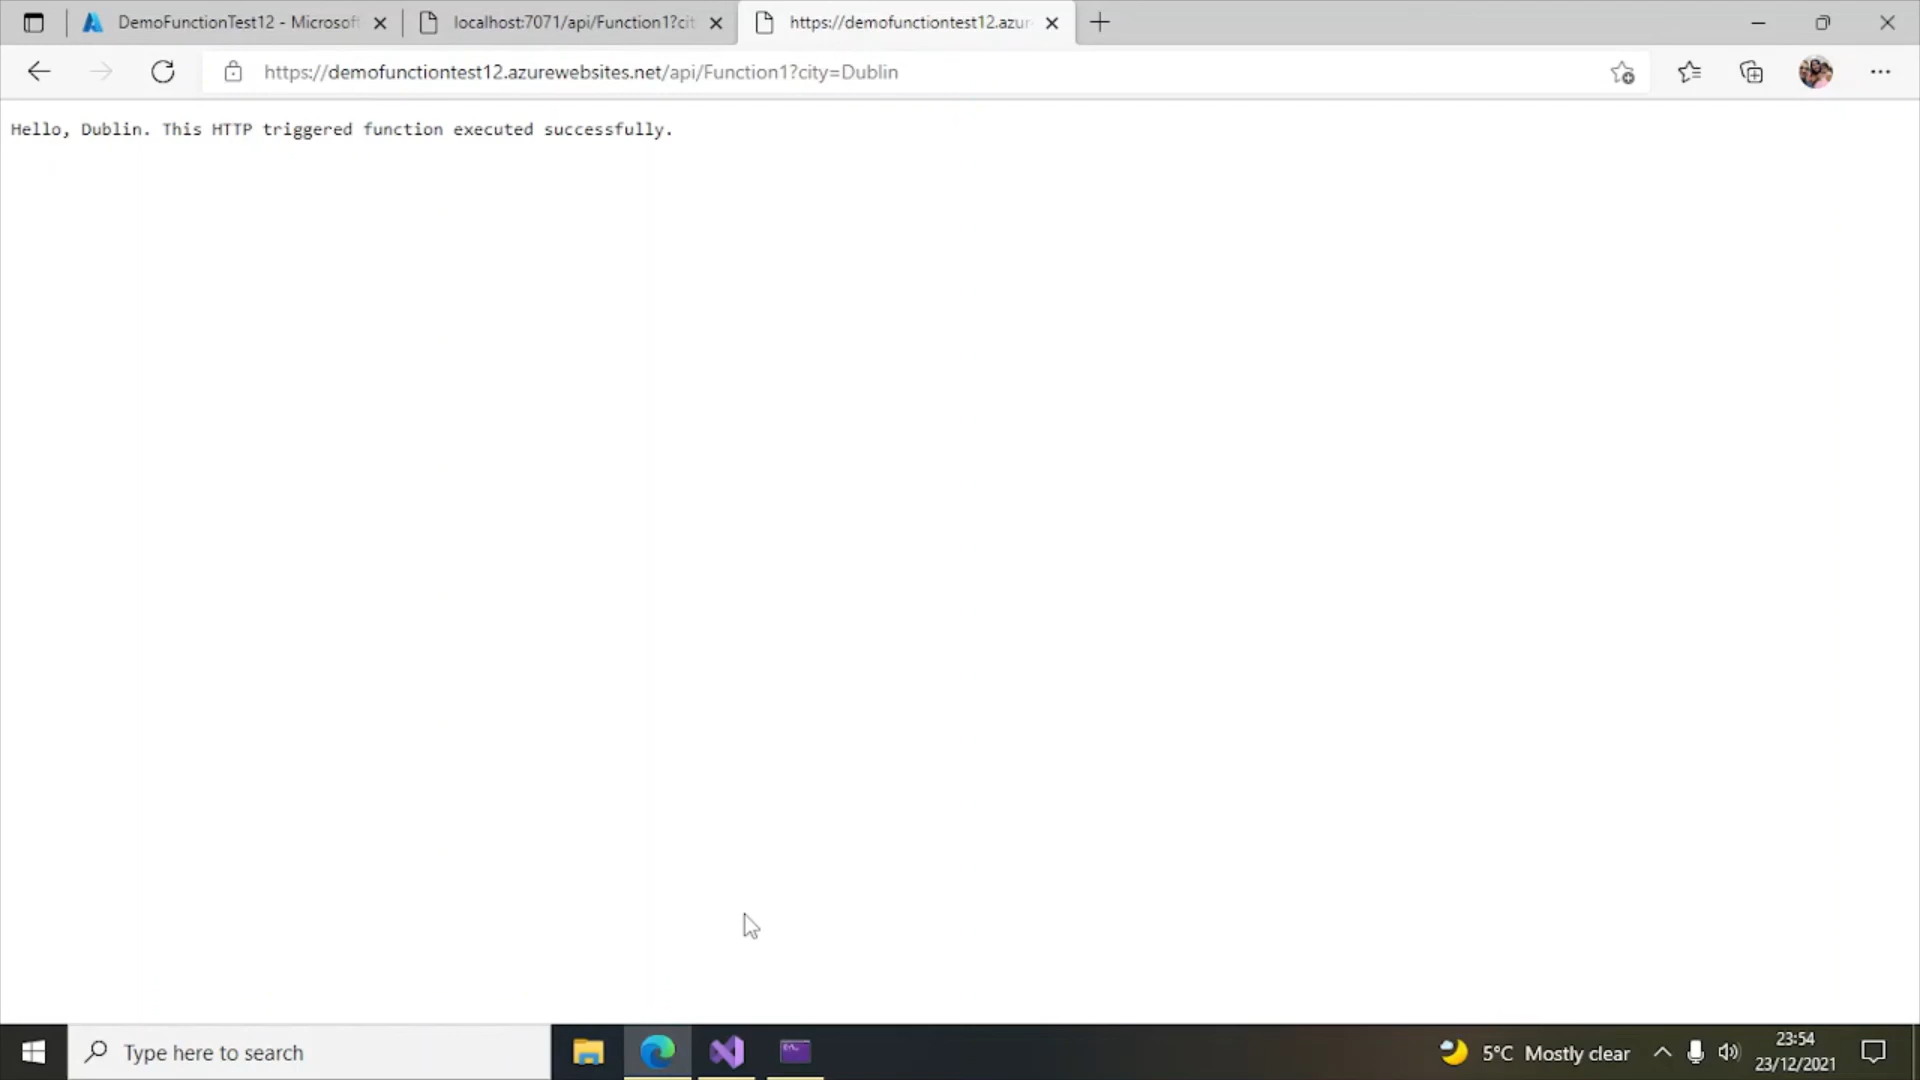 DemoFunctionTest12 - Microsoft
localhost:7071/api/Function1?cit
https://demofunctiontest12.azur
https://demofunctiontest12.azurewebsites.net/api/Function1?city=Dublin
Hello, Dublin. This HTTP triggered function executed successfully.
Type here to search
5°C Mostly clear
23:54
23/12/2021